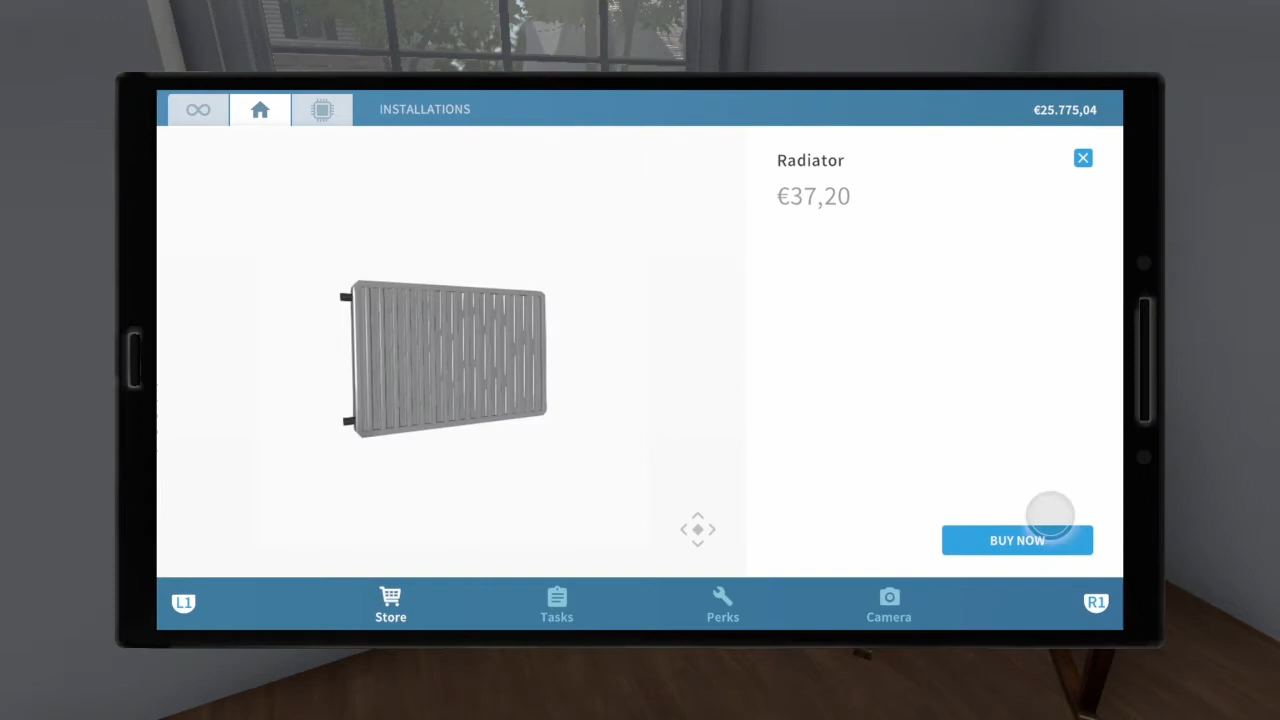 INSTALLATIONS
€25.775,04
Radiator
€37,20
BUY NOW
L1
Store
Tasks
Perks
Camera
R1